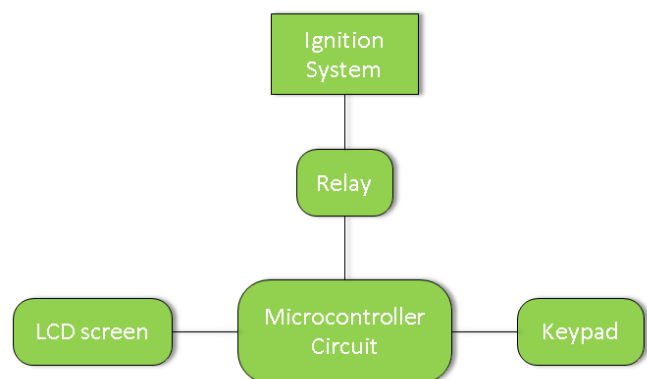 Ignition
System
Relay
LCD screen
Microcontroller
Circuit
Keypad